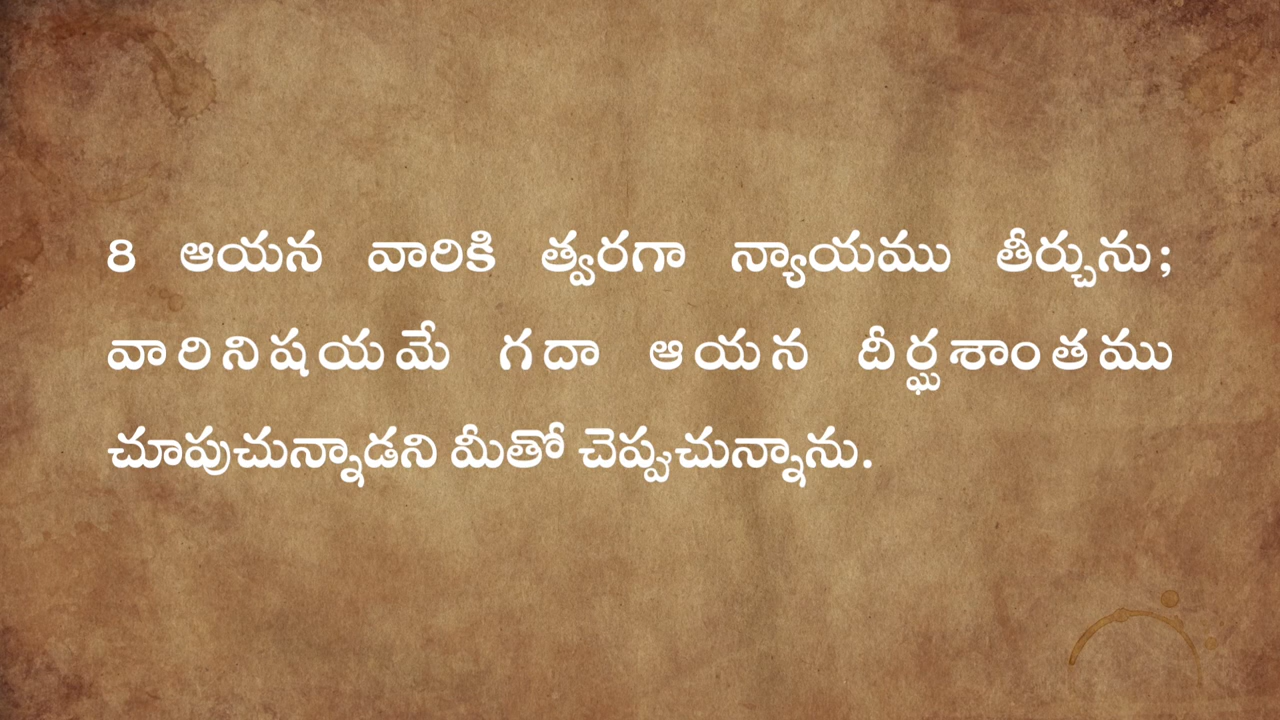 8 ఆయన వారికి త్వరగా న్యాయము తీర్చును;
వారినిషయమే గదా ఆయన దీర్ఘశాంతము
చూపుచున్నాడని మీతో చెప్పుచున్నాను.